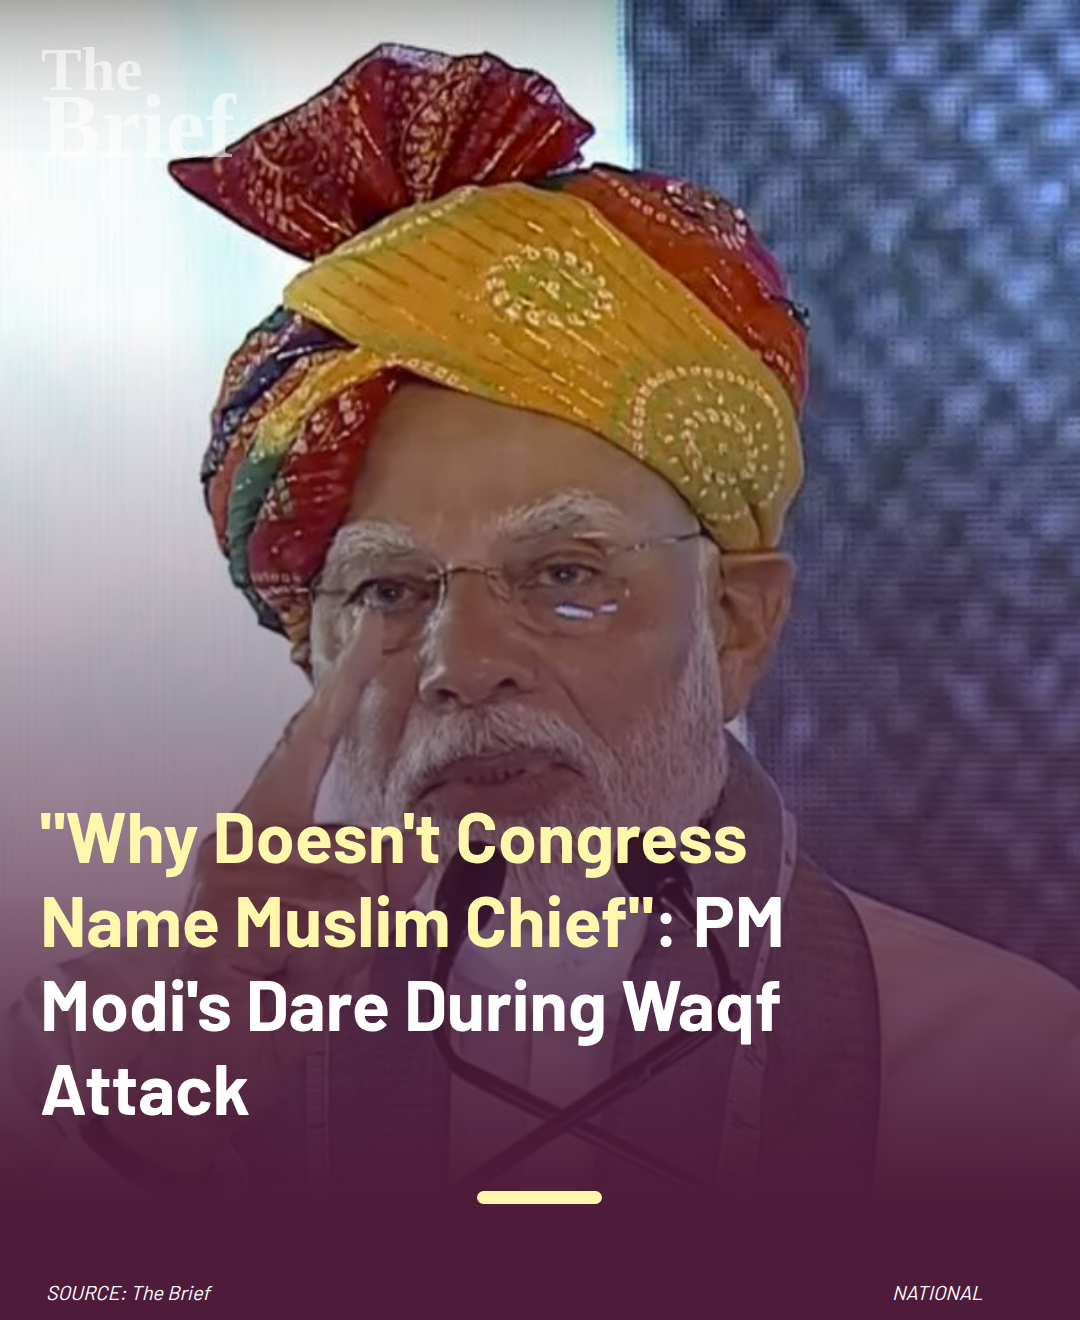 The
Brief
"Why Doesn't Congress
Name Muslim Chief": PM
Modi's Dare During Waqf
Attack
SOURCE: The Brief
NATIONAL